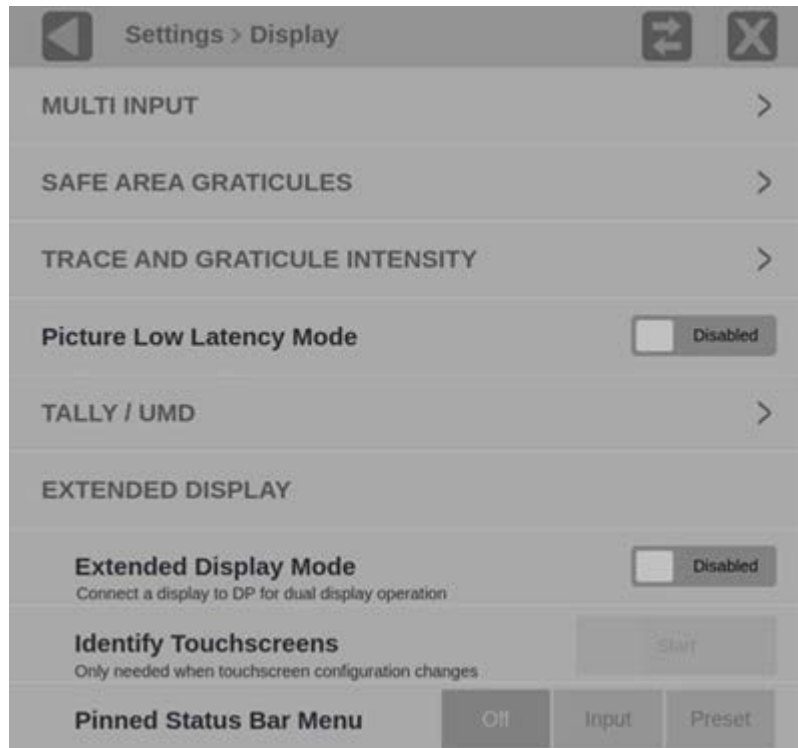 Settings > Display
MULTI INPUT
SAFE AREA GRATICULES
TRACE AND GRATICULE INTENSITY
Picture Low Latency Mode
Disabled
TALLY / UMD
EXTENDED DISPLAY
Extended Display Mode
Disabled
Connect a display to DP for dual display operation
Identify Touchscreens
Start
Only needed when touchscreen configuration changes
Pinned Status Bar Menu
Off
Input
Preset